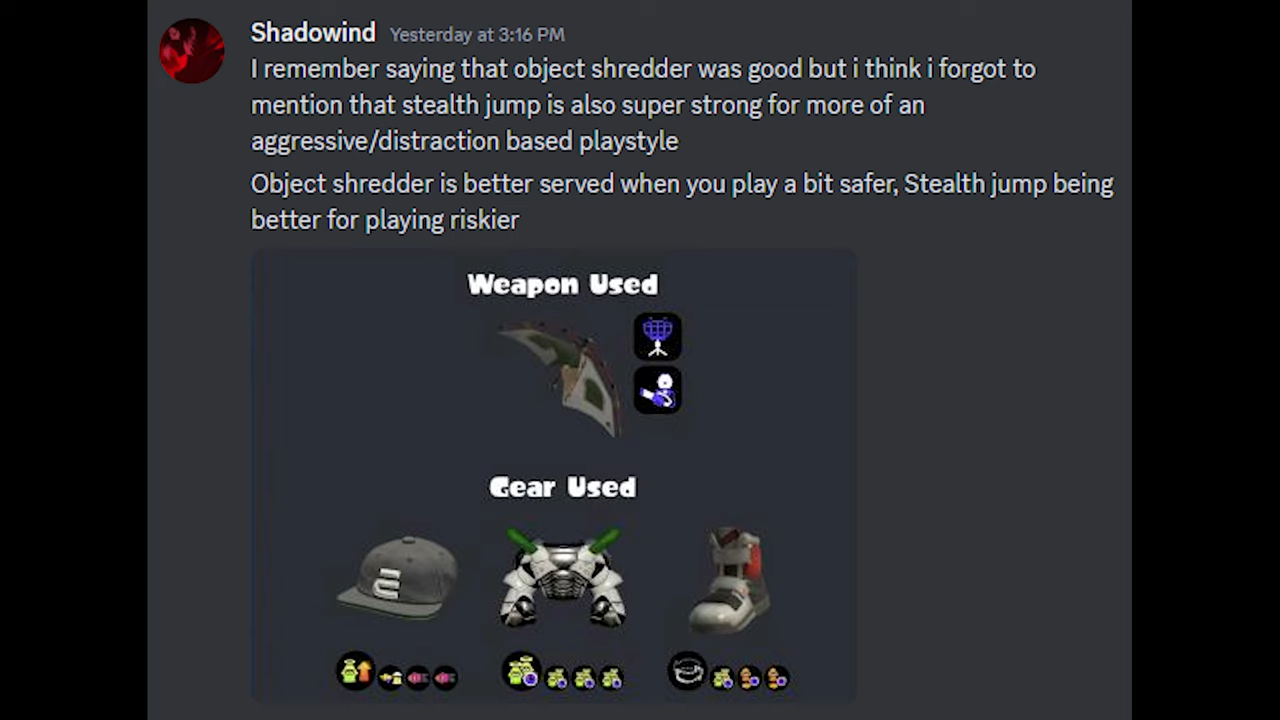 Shadowind Yesterday at 3:16 PM
I remember saying that object shredder was good but i think i forgot to
mention that stealth jump is also super strong for more of an
aggressive/distraction based playstyle
Object shredder is better served when you play a bit safer, Stealth jump being
better for playing riskier
Weapon Used
Gear Used